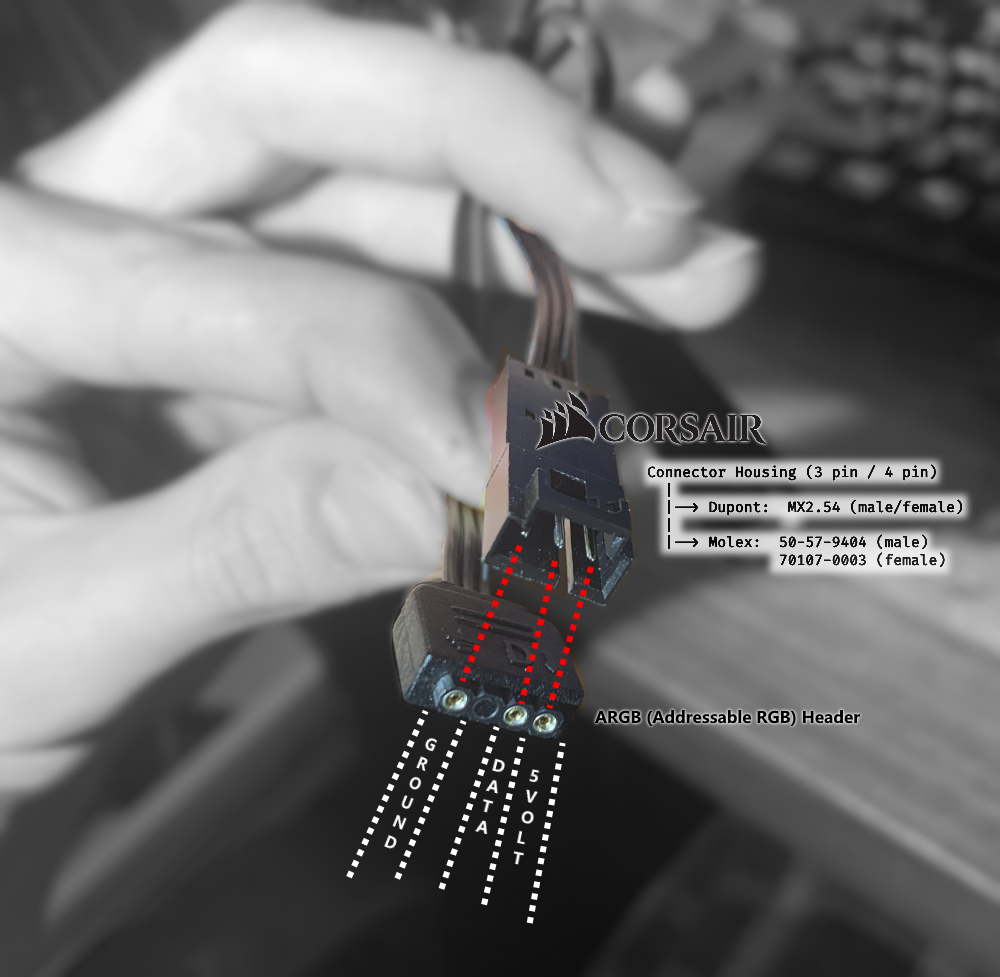 CORSAIR
Connector Housing (3 pin / 4 pin)
Dupont: MX2.54 (male/female)
Molex: 50-57-9404 (male)
70107-0003 (female)
ARGB (Addressable RGB) Header
GROUND
DATA
5VOLT